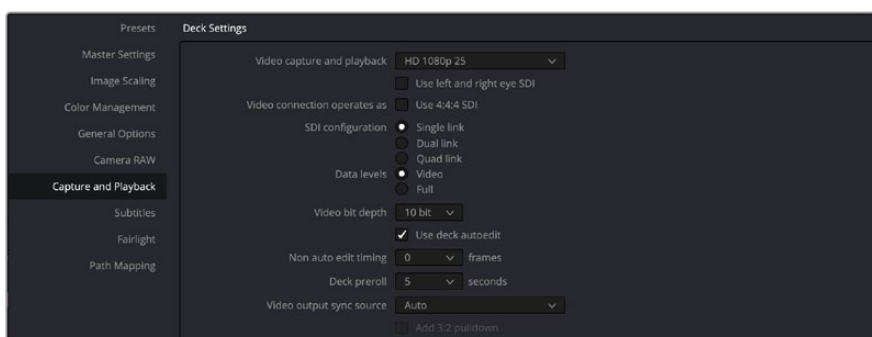 Presets
Master Settings
Image Scaling
Color Management
General Options
Camera RAW
Capture and Playback
Subtitles
Fairlight
Path Mapping
Deck Settings
Video capture and playback HD 1080p 25
Use left and right eye SDI
Video connection operates as Use 4:4:4 SDI
SDI configuration Single link
Dual link
Quad link
Data levels Video
Full
Video bit depth 10 bit
Use deck autoedit
Non auto edit timing 0 frames
Deck preroll 5 seconds
Video output sync source Auto
Add 3:2 pulldown